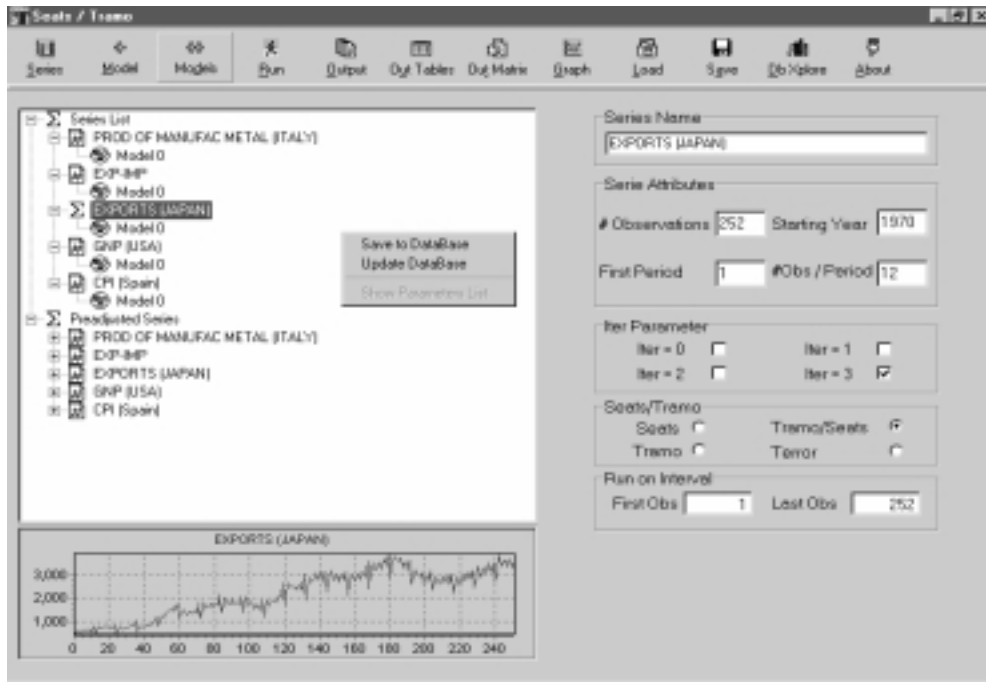 Seats / Tramo
Series Model Models Run Output Out Tables Out Matrix Graph Load Save Db Xplore About
Series List
PROD OF MANUFAC METAL (ITALY)
Model 0
EXP-IMP
Model 0
EXPORTS (JAPAN)
Model 0
GNP (USA)
Model 0
CPI (Spain)
Model 0
Preadjusted Series
PROD OF MANUFAC METAL (ITALY)
EXP-IMP
EXPORTS (JAPAN)
GNP (USA)
CPI (Spain)
Save to DataBase
Update DataBase
Show Parameters List
Series Name
EXPORTS (JAPAN)
Serie Attributes
# Observations 252 Starting Year 1970
First Period 1 #Obs / Period 12
Iter Parameter
Iter = 0 Iter = 1
Iter = 2 Iter = 3
Seats/Tramo
Seats Tramo/Seats
Tramo Terror
Run on Interval
First Obs 1 Last Obs 252
EXPORTS (JAPAN)
3,000
2,000
1,000
0 20 40 60 80 100 120 140 160 180 200 220 240